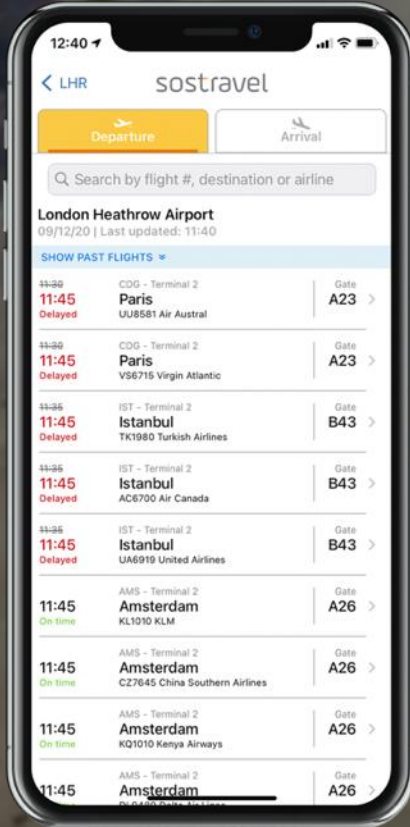 12:40
LHR
sostravel
Departure
Arrival
Search by flight #, destination or airline
London Heathrow Airport
09/12/20 | Last updated: 11:40
SHOW PAST FLIGHTS
11:30 CDG - Terminal 2 Gate
11:45 Paris A23
Delayed UU8581 Air Austral
11:30 CDG - Terminal 2 Gate
11:45 Paris A23
Delayed VS6715 Virgin Atlantic
11:35 IST - Terminal 2 Gate
11:45 Istanbul B43
Delayed TK1980 Turkish Airlines
11:35 IST - Terminal 2 Gate
11:45 Istanbul B43
Delayed AC6700 Air Canada
11:35 IST - Terminal 2 Gate
11:45 Istanbul B43
Delayed UA6919 United Airlines
AMS - Terminal 2 Gate
11:45 Amsterdam A26
On time KL1010 KLM
AMS - Terminal 2 Gate
11:45 Amsterdam A26
On time CZ7645 China Southern Airlines
AMS - Terminal 2 Gate
11:45 Amsterdam A26
On time KQ1010 Kenya Airways
AMS - Terminal 2 Gate
11:45 Amsterdam A26